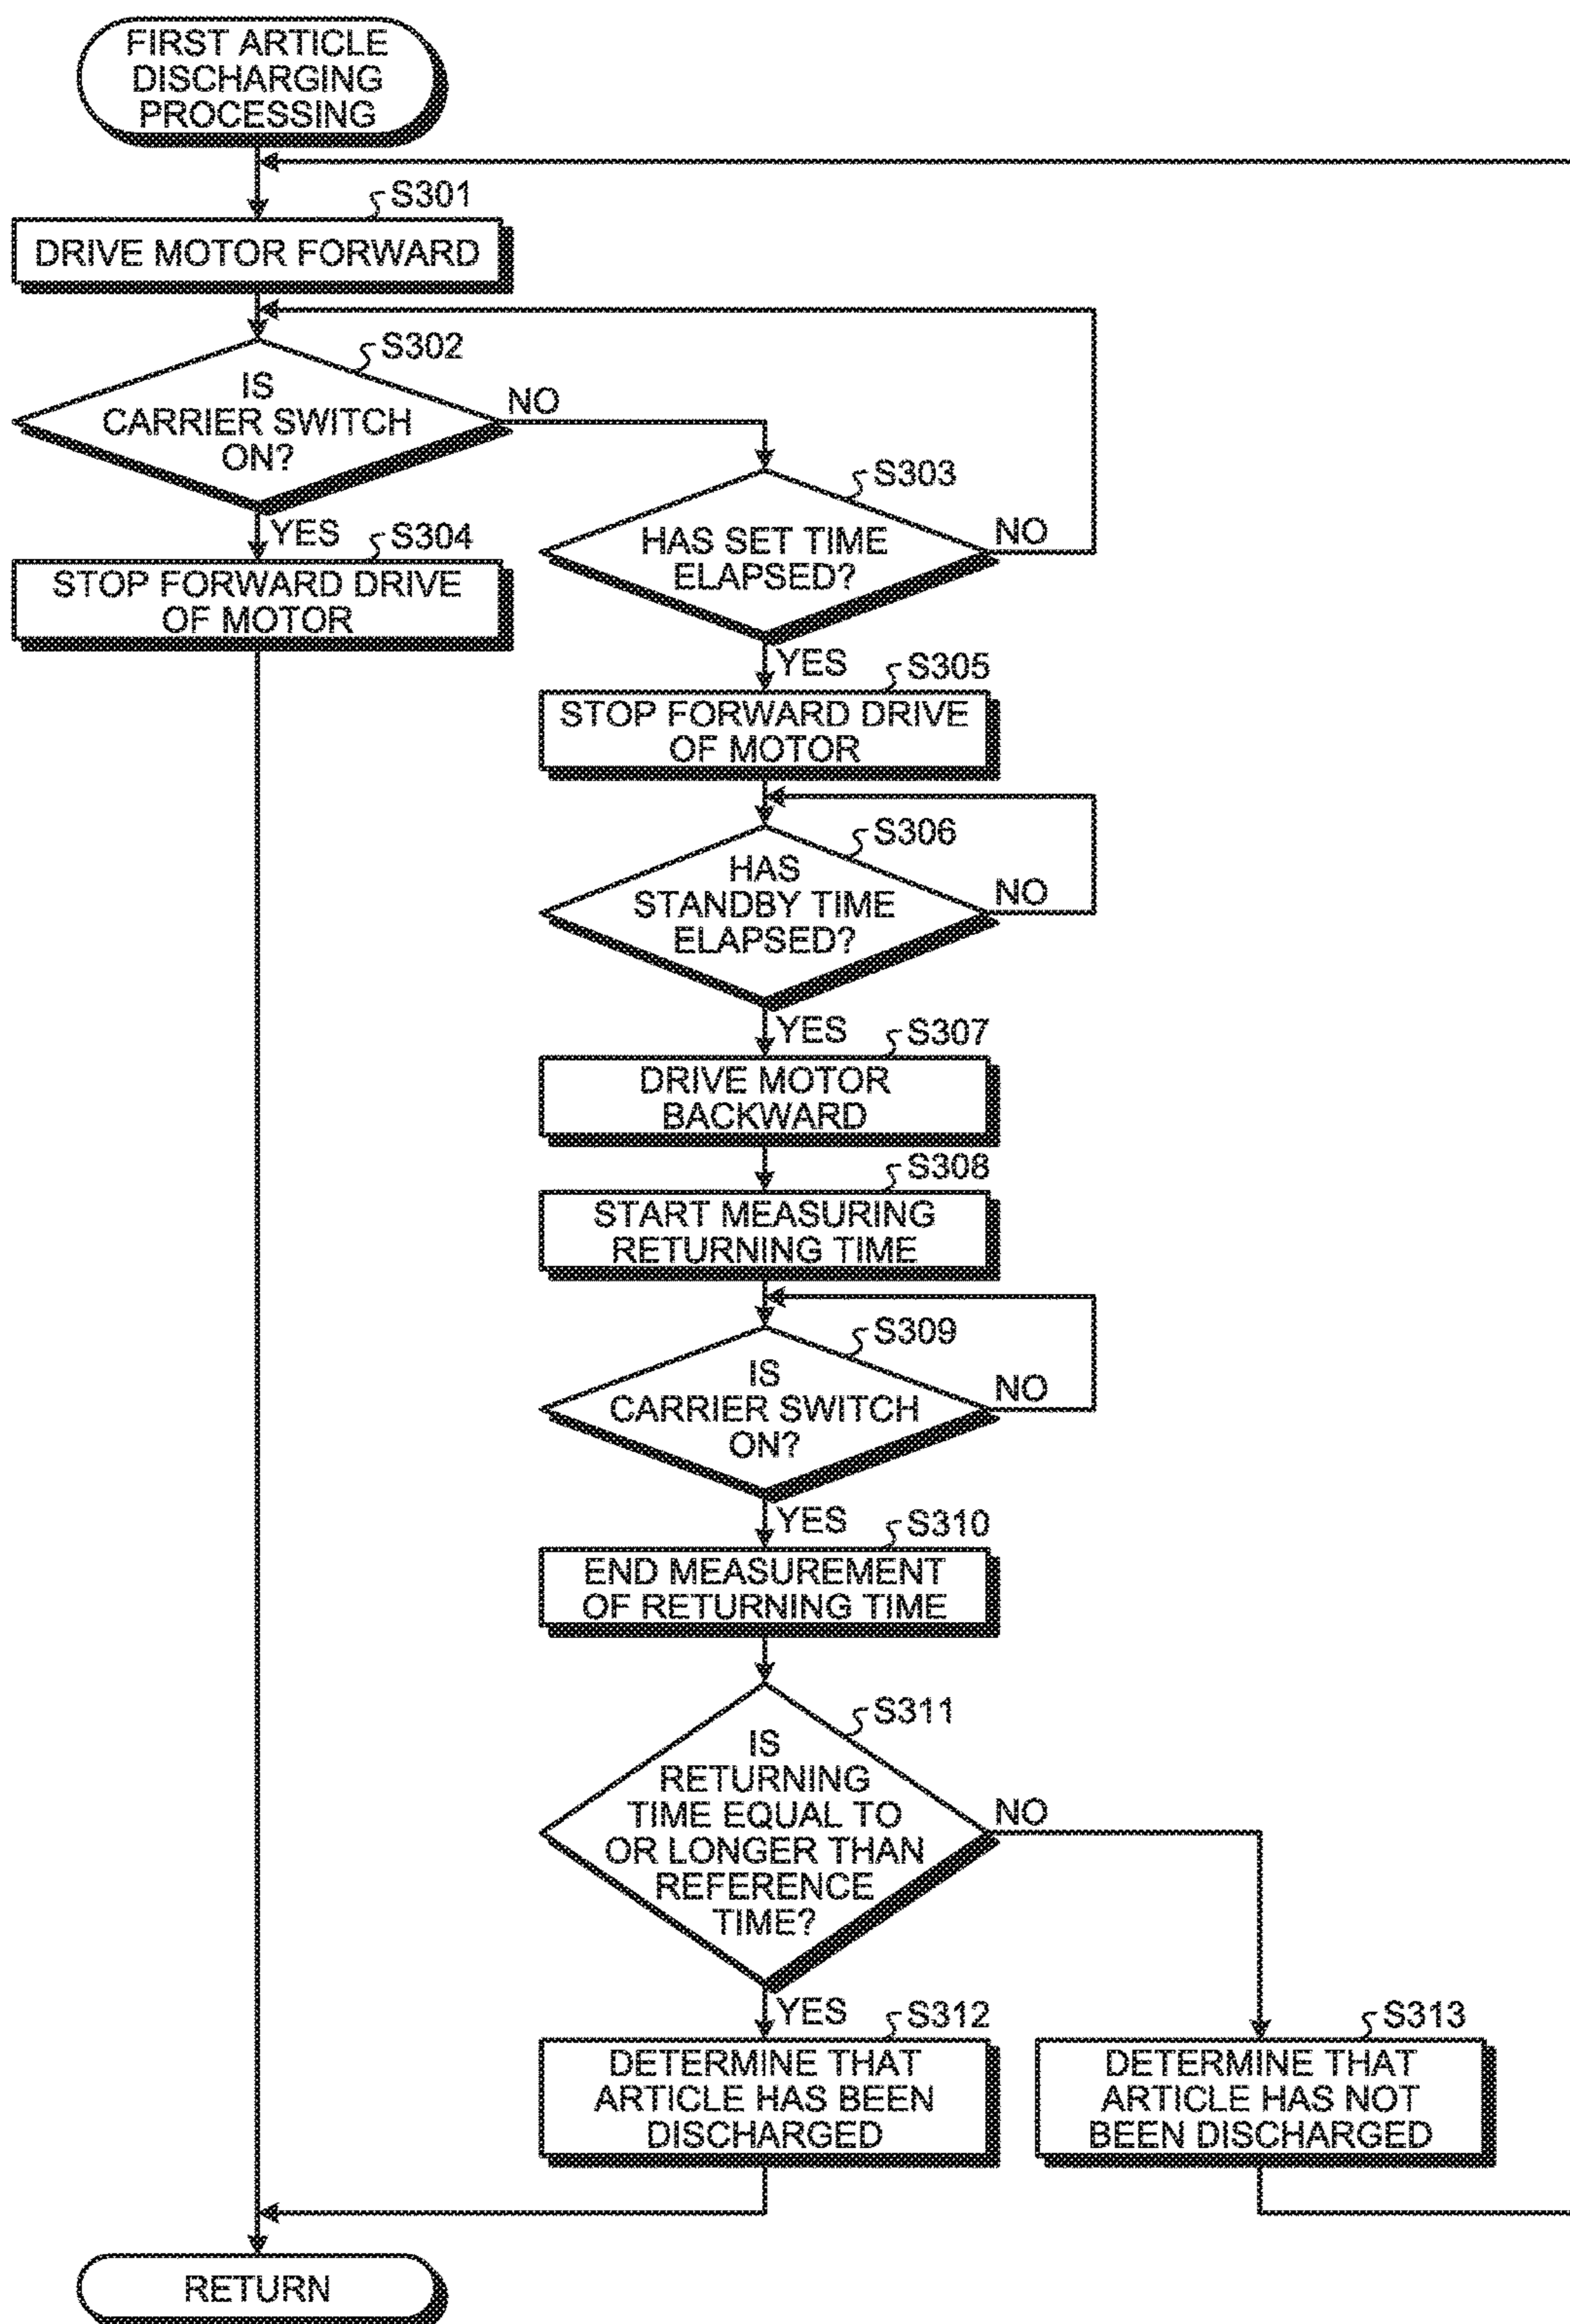 FIRST ARTICLE
DISCHARGING
PROCESSING
S301
DRIVE MOTOR FORWARD
S302
IS
CARRIER SWITCH
ON?
NO
YES
S303
HAS SET TIME
ELAPSED?
NO
YES
S304
STOP FORWARD DRIVE
OF MOTOR
S305
STOP FORWARD DRIVE
OF MOTOR
S306
HAS
STANDBY TIME
ELAPSED?
NO
YES
S307
DRIVE MOTOR
BACKWARD
S308
START MEASURING
RETURNING TIME
S309
IS
CARRIER SWITCH
ON?
NO
YES
S310
END MEASUREMENT
OF RETURNING TIME
S311
IS
RETURNING
TIME EQUAL TO
OR LONGER THAN
REFERENCE
TIME?
NO
YES
S312
DETERMINE THAT
ARTICLE HAS BEEN
DISCHARGED
S313
DETERMINE THAT
ARTICLE HAS NOT
BEEN DISCHARGED
RETURN